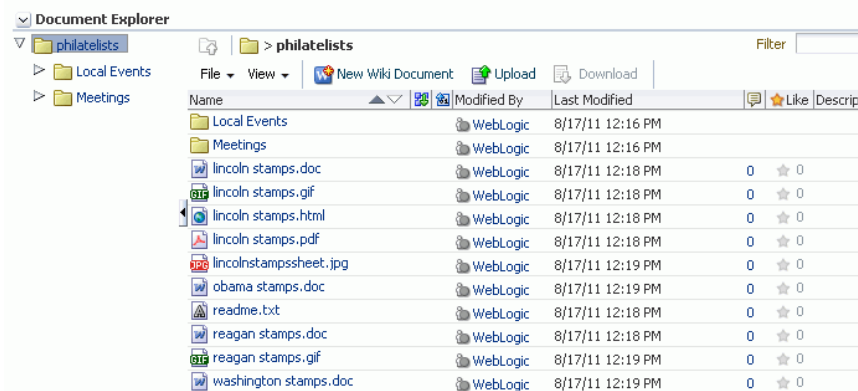 Document Explorer
philatelists
Local Events
Meetings
> philatelists
Filter
File View New Wiki Document Upload Download
Name Modified By Last Modified Like Descrip
Local Events WebLogic 8/17/11 12:16 PM
Meetings WebLogic 8/17/11 12:16 PM
lincoln stamps.doc WebLogic 8/17/11 12:18 PM 0 0
GIF lincoln stamps.gif WebLogic 8/17/11 12:18 PM 0 0
lincoln stamps.html WebLogic 8/17/11 12:18 PM 0 0
lincoln stamps.pdf WebLogic 8/17/11 12:18 PM 0 0
JPG lincolnstampssheet.jpg WebLogic 8/17/11 12:19 PM 0 0
obama stamps.doc WebLogic 8/17/11 12:19 PM 0 0
readme.txt WebLogic 8/17/11 12:18 PM 0 0
reagan stamps.doc WebLogic 8/17/11 12:18 PM 0 0
GIF reagan stamps.gif WebLogic 8/17/11 12:19 PM 0 0
washington stamps.doc WebLogic 8/17/11 12:19 PM 0 0